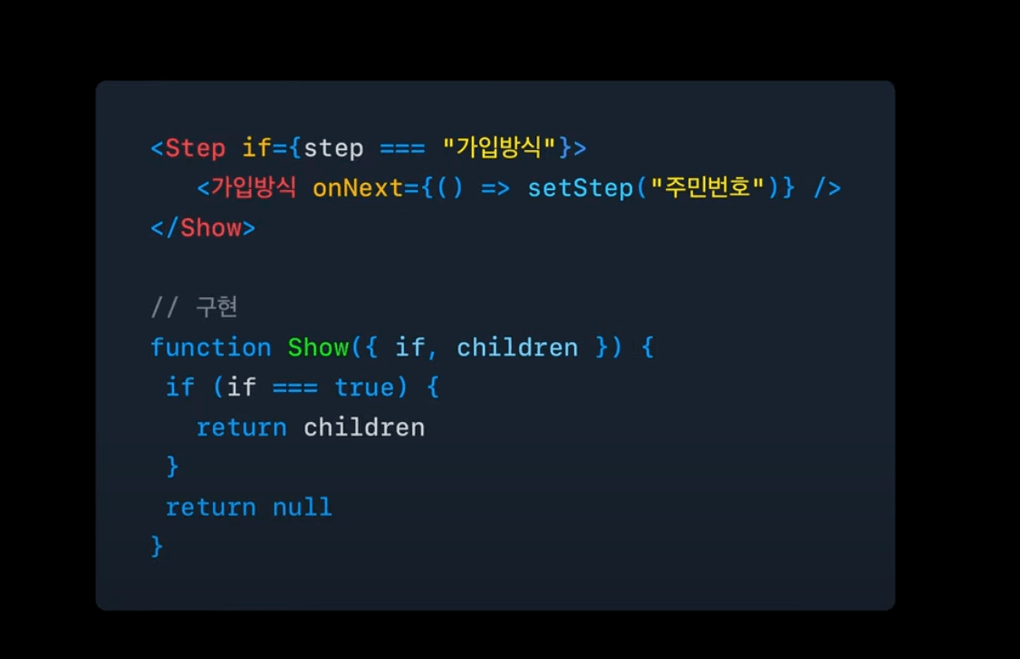 <Step if={step === "가입방식"}>
<가입방식 onNext={() => setStep("주민번호")} />
</Show>
// 구현
function Show({ if, children }) {
if (if === true) {
return children
}
return null
}